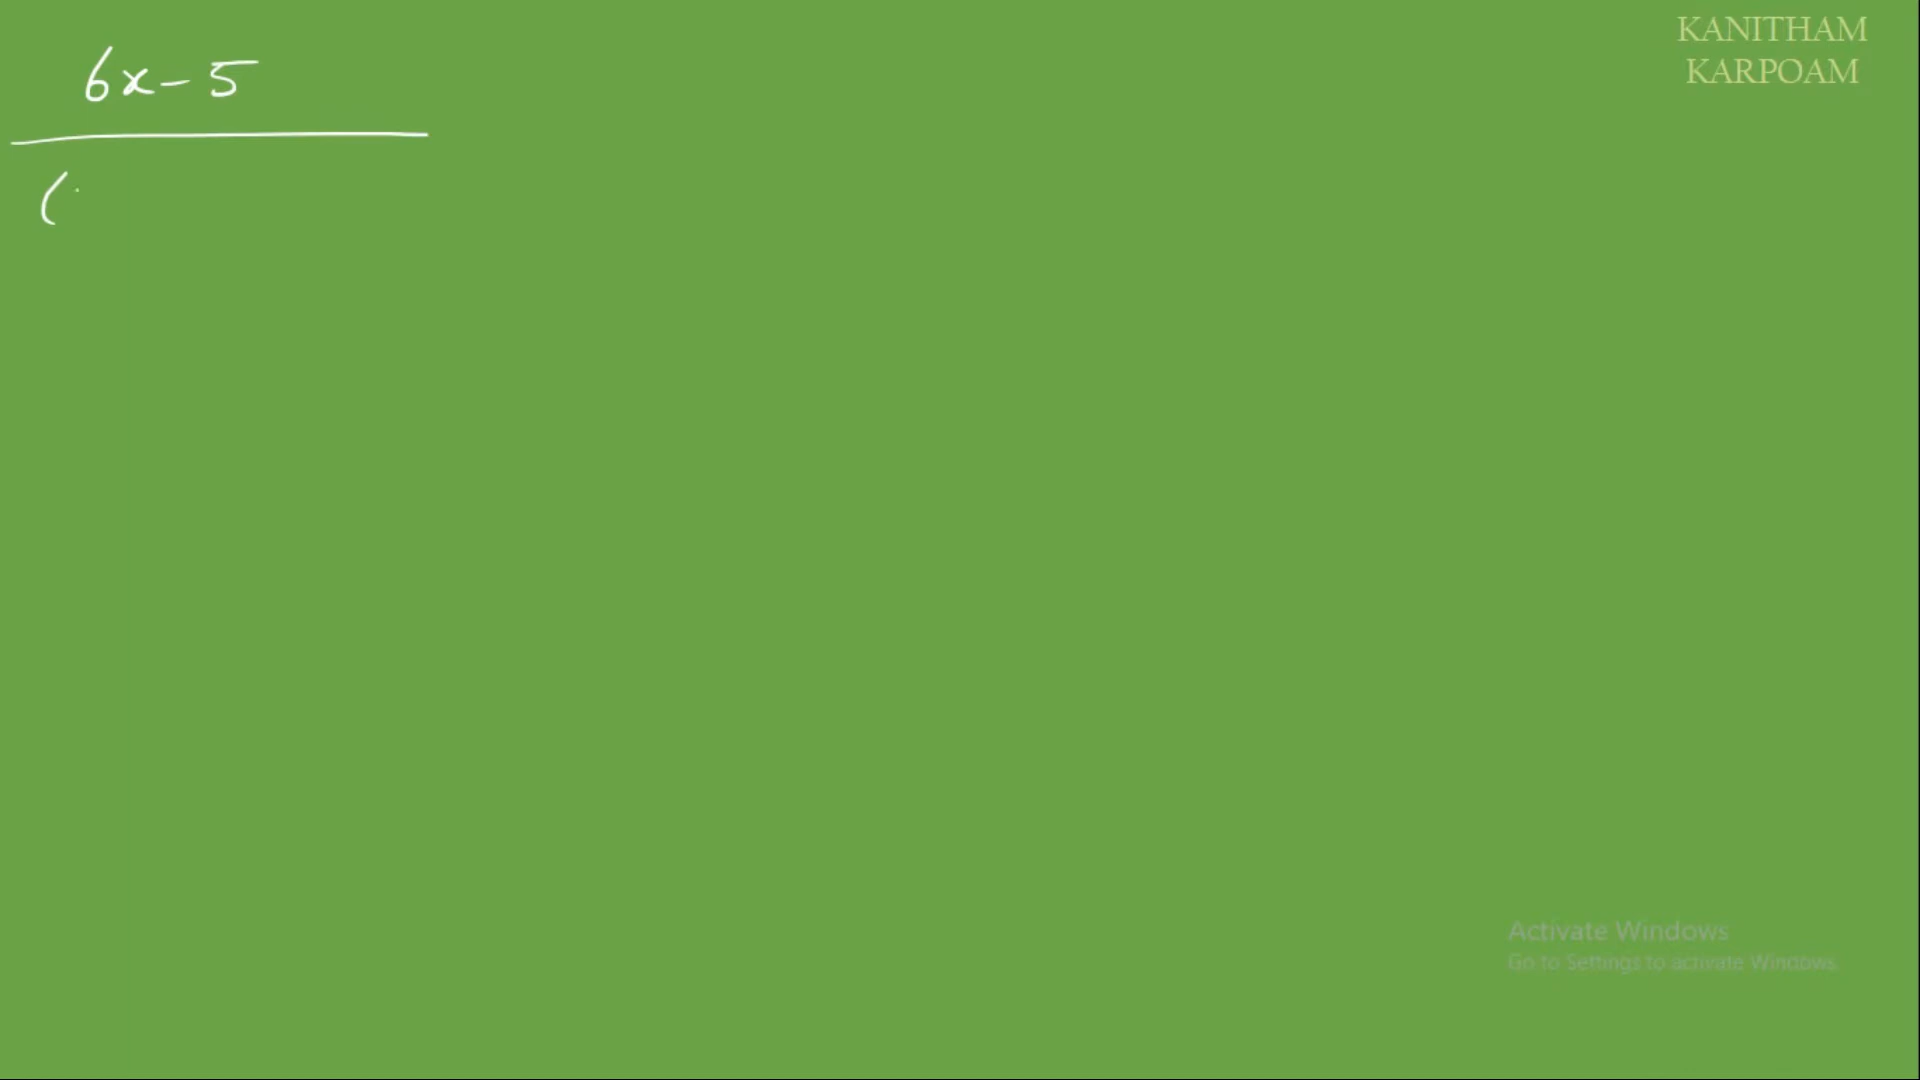 6x - 5
(
KANITHAM
KARPOAM
Activate Windows
Go to Settings to activate Windows.